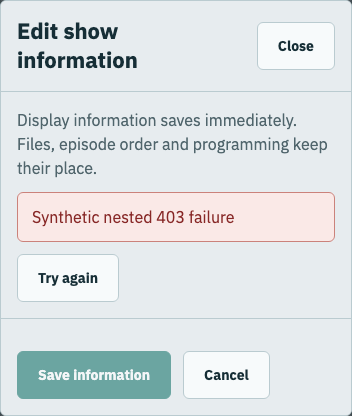 Edit show
information
Close
Display information saves immediately.
Files, episode order and programming keep
their place.
Synthetic nested 403 failure
Try again
Save information
Cancel